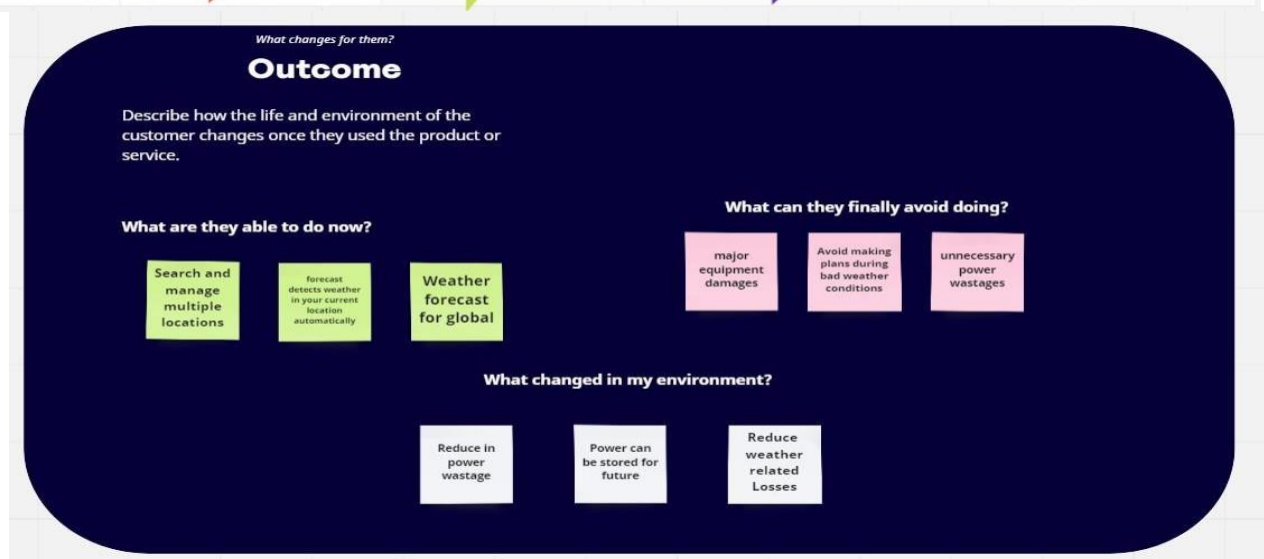 What changes for them?
Outcome
Describe how the life and environment of the
customer changes once they used the product or
service.
What are they able to do now?
Search and
manage
multiple
locations
forecast
detects weather
in your current
location
automatically
Weather
forecast
for global
What can they finally avoid doing?
major
equipment
damages
Avoid making
plans during
bad weather
conditions
unnecessary
power
wastages
What changed in my environment?
Reduce in
power
wastage
Power can
be stored for
future
Reduce
weather
related
Losses